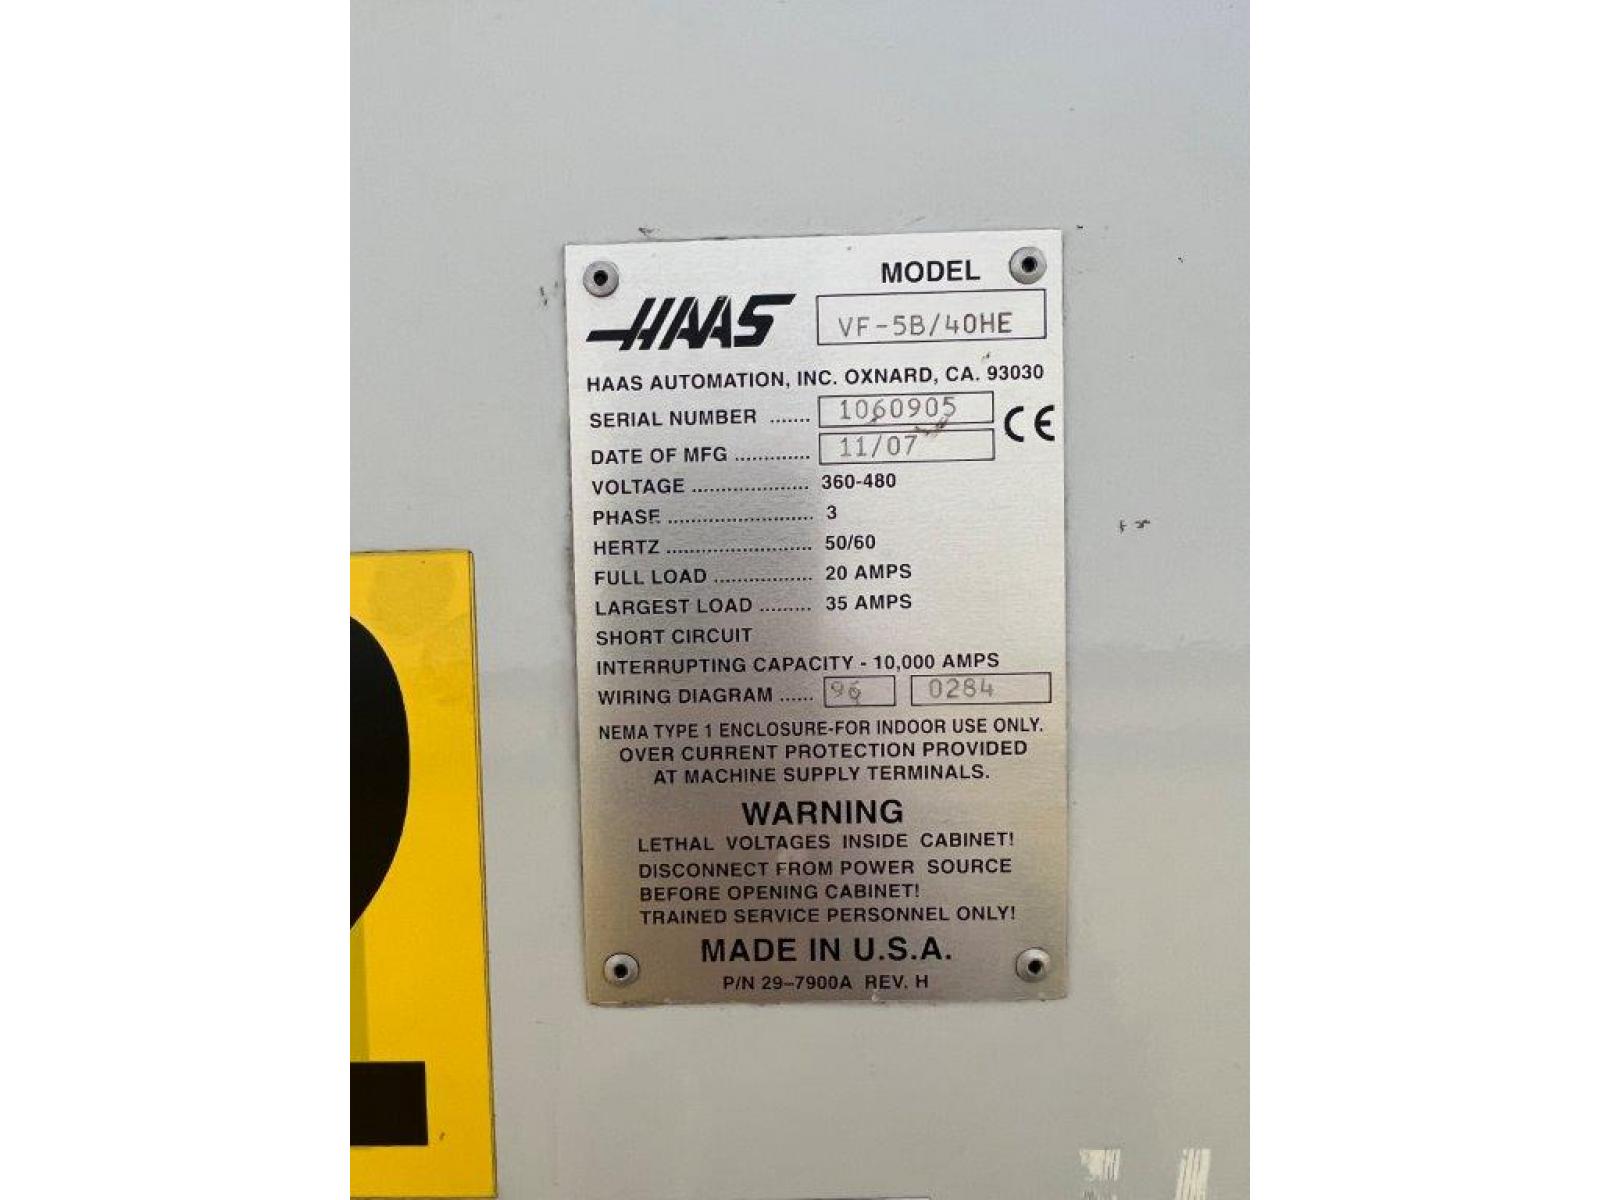 MODEL
HAAS VF-5B/40HE
HAAS AUTOMATION, INC. OXNARD, CA. 93030
SERIAL NUMBER ....... 1060905 CE
DATE OF MFG ............. 11/07
VOLTAGE .................... 360-480
PHASE ......................... 3
HERTZ ......................... 50/60
FULL LOAD ................. 20 AMPS
LARGEST LOAD ......... 35 AMPS
SHORT CIRCUIT
INTERRUPTING CAPACITY - 10,000 AMPS
WIRING DIAGRAM ...... 96 0284
NEMA TYPE 1 ENCLOSURE-FOR INDOOR USE ONLY.
OVER CURRENT PROTECTION PROVIDED
AT MACHINE SUPPLY TERMINALS.
WARNING
LETHAL VOLTAGES INSIDE CABINET!
DISCONNECT FROM POWER SOURCE
BEFORE OPENING CABINET!
TRAINED SERVICE PERSONNEL ONLY!
MADE IN U.S.A.
P/N 29-7900A REV. H